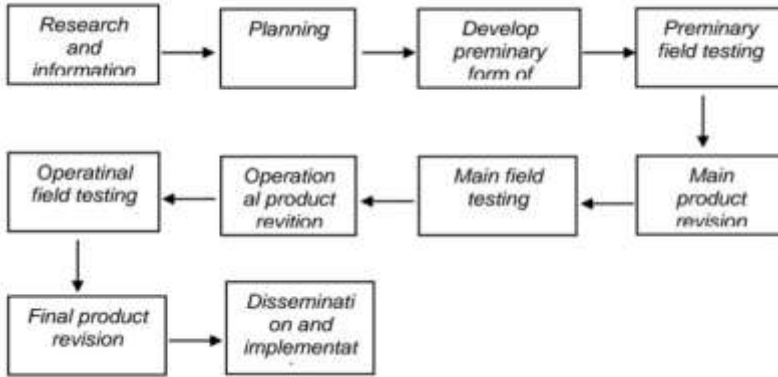 Research
and
information
Planning
Develop
preminary
form of
Preminary
field testing
Main
product
revision
Main field
testing
Operation
al product
revition
Operatinal
field testing
Final product
revision
Disseminati
on and
implementat